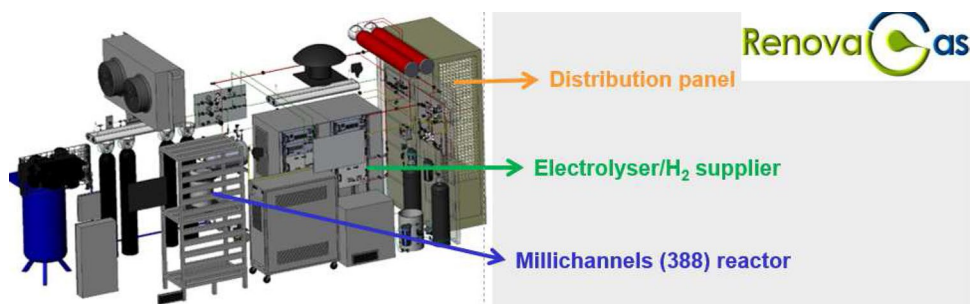 Renovagas
Distribution panel
Electrolyser/H₂ supplier
Millichannels (388) reactor